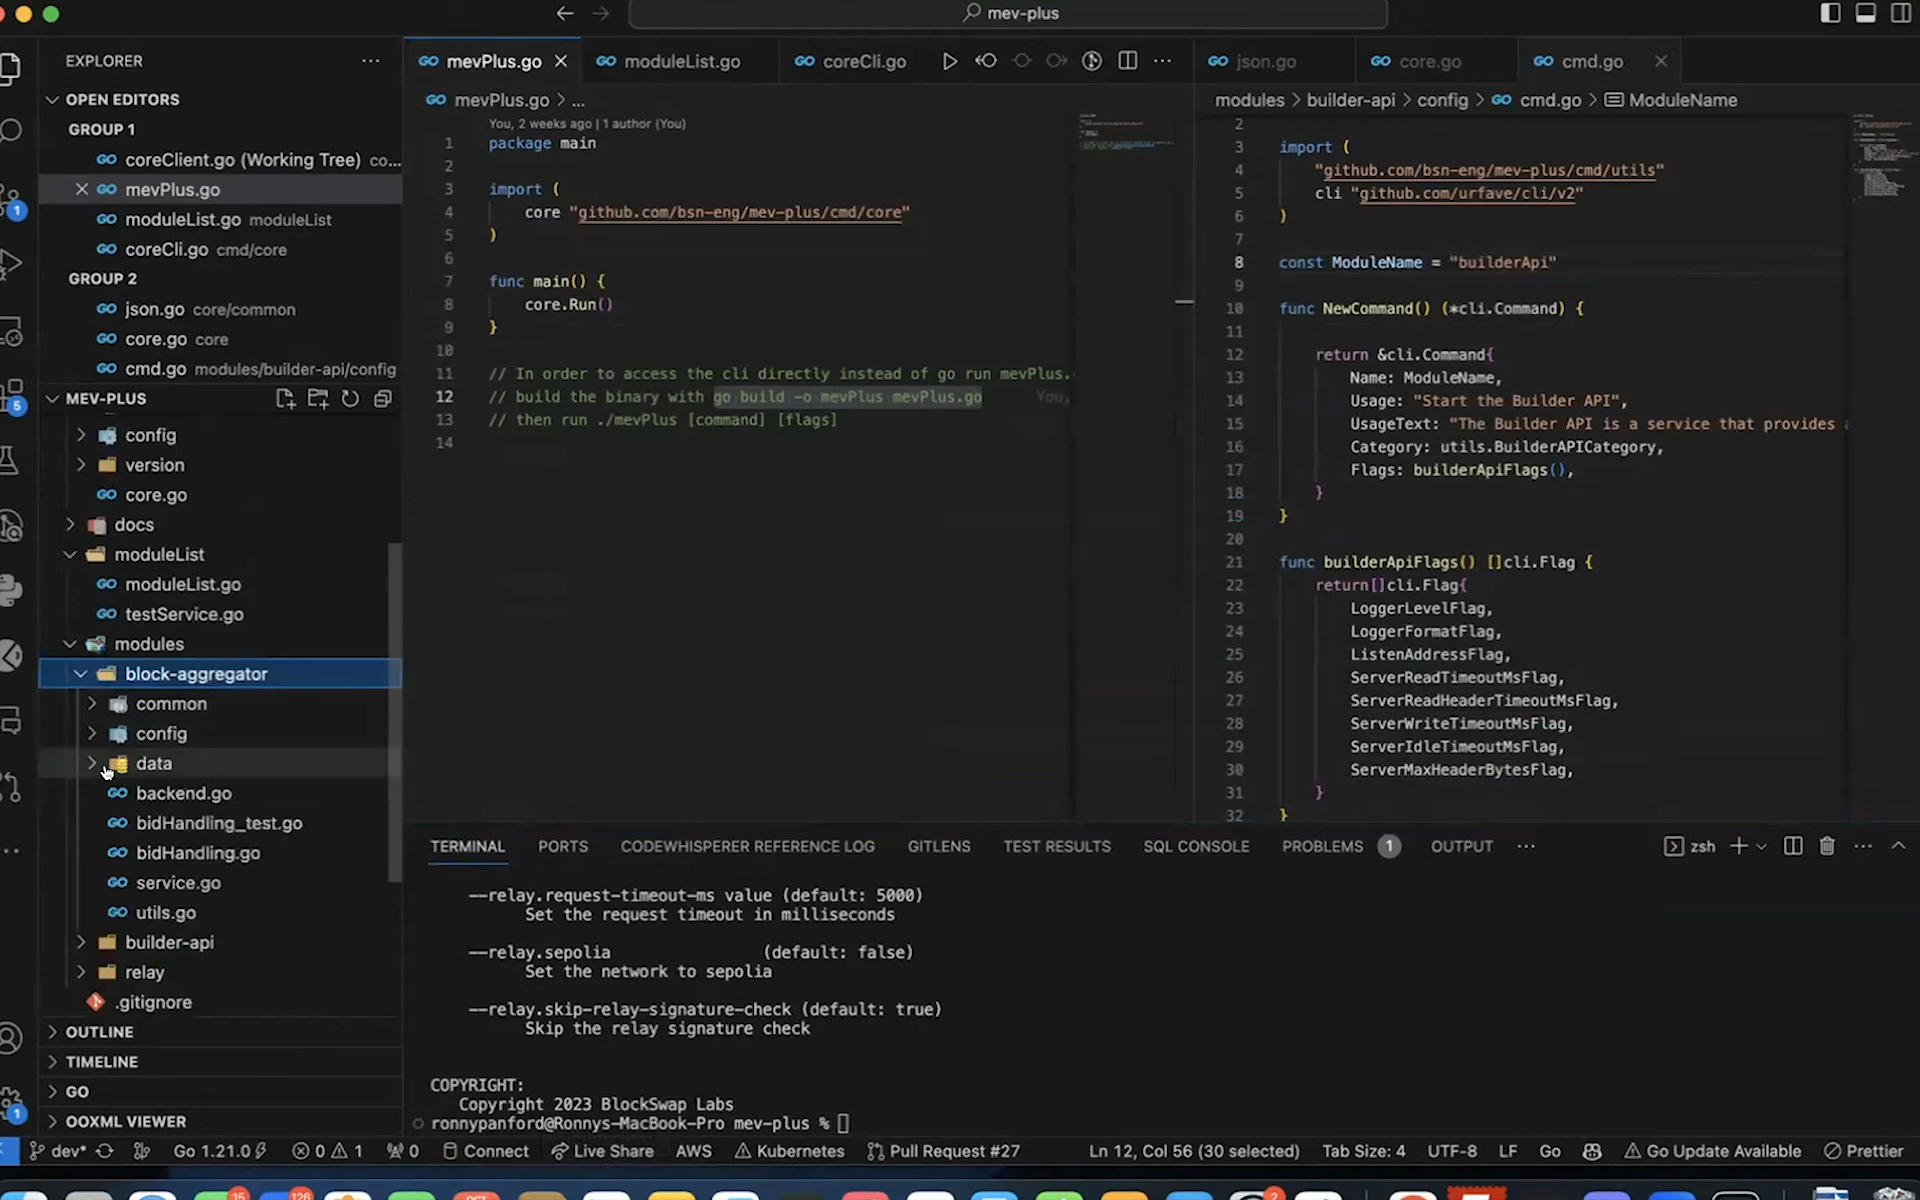 mev-plus
EXPLORER
OPEN EDITORS
GROUP 1
coreClient.go (Working Tree) co...
mevPlus.go
moduleList.go moduleList
coreCli.go cmd/core
GROUP 2
json.go core/common
core.go core
cmd.go modules/builder-api/config
MEV-PLUS
config
version
core.go
docs
moduleList
moduleList.go
testService.go
modules
block-aggregator
common
config
data
backend.go
bidHandling_test.go
bidHandling.go
service.go
utils.go
builder-api
relay
.gitignore
OUTLINE
TIMELINE
GO
OOXML VIEWER
1
5
1
mevPlus.go
moduleList.go
coreCli.go
mevPlus.go > ...
You, 2 weeks ago | 1 author (You)
1 package main
2
3 import (
4 core "github.com/bsn-eng/mev-plus/cmd/core"
5 )
6
7 func main() {
8 core.Run()
9 }
10
11 // In order to access the cli directly instead of go run mevPlus.
12 // build the binary with go build -o mevPlus mevPlus.go You,
13 // then run ./mevPlus [command] [flags]
14
json.go
core.go
cmd.go
modules > builder-api > config > cmd.go > ModuleName
2
3 import (
4 "github.com/bsn-eng/mev-plus/cmd/utils"
5 cli "github.com/urfave/cli/v2"
6 )
7
8 const ModuleName = "builderApi"
9
10 func NewCommand() (*cli.Command) {
11
12 return &cli.Command{
13 Name: ModuleName,
14 Usage: "Start the Builder API",
15 UsageText: "The Builder API is a service that provides a
16 Category: utils.BuilderAPICategory,
17 Flags: builderApiFlags(),
18 }
19 }
20
21 func builderApiFlags() []cli.Flag {
22 return[]cli.Flag{
23 LoggerLevelFlag,
24 LoggerFormatFlag,
25 ListenAddressFlag,
26 ServerReadTimeoutMsFlag,
27 ServerReadHeaderTimeoutMsFlag,
28 ServerWriteTimeoutMsFlag,
29 ServerIdleTimeoutMsFlag,
30 ServerMaxHeaderBytesFlag,
31 }
32 }
TERMINAL PORTS CODEWHISPERER REFERENCE LOG GITLENS TEST RESULTS SQL CONSOLE PROBLEMS 1 OUTPUT ... zsh
--relay.request-timeout-ms value (default: 5000)
Set the request timeout in milliseconds
--relay.sepolia (default: false)
Set the network to sepolia
--relay.skip-relay-signature-check (default: true)
Skip the relay signature check
COPYRIGHT:
Copyright 2023 BlockSwap Labs
ronnypanford@Ronnys-MacBook-Pro mev-plus %
dev* Go 1.21.0 0 1 0 Connect Live Share AWS Kubernetes Pull Request #27 Ln 12, Col 56 (30 selected) Tab Size: 4 UTF-8 LF Go Go Update Available Prettier
15
126
2